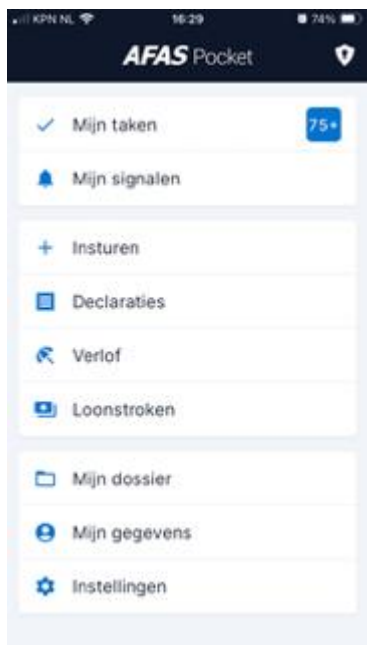 KPN NL 16:29 74%
AFAS Pocket
Mijn taken 75+
Mijn signalen
Insturen
Declaraties
Verlof
Loonstroken
Mijn dossier
Mijn gegevens
Instellingen